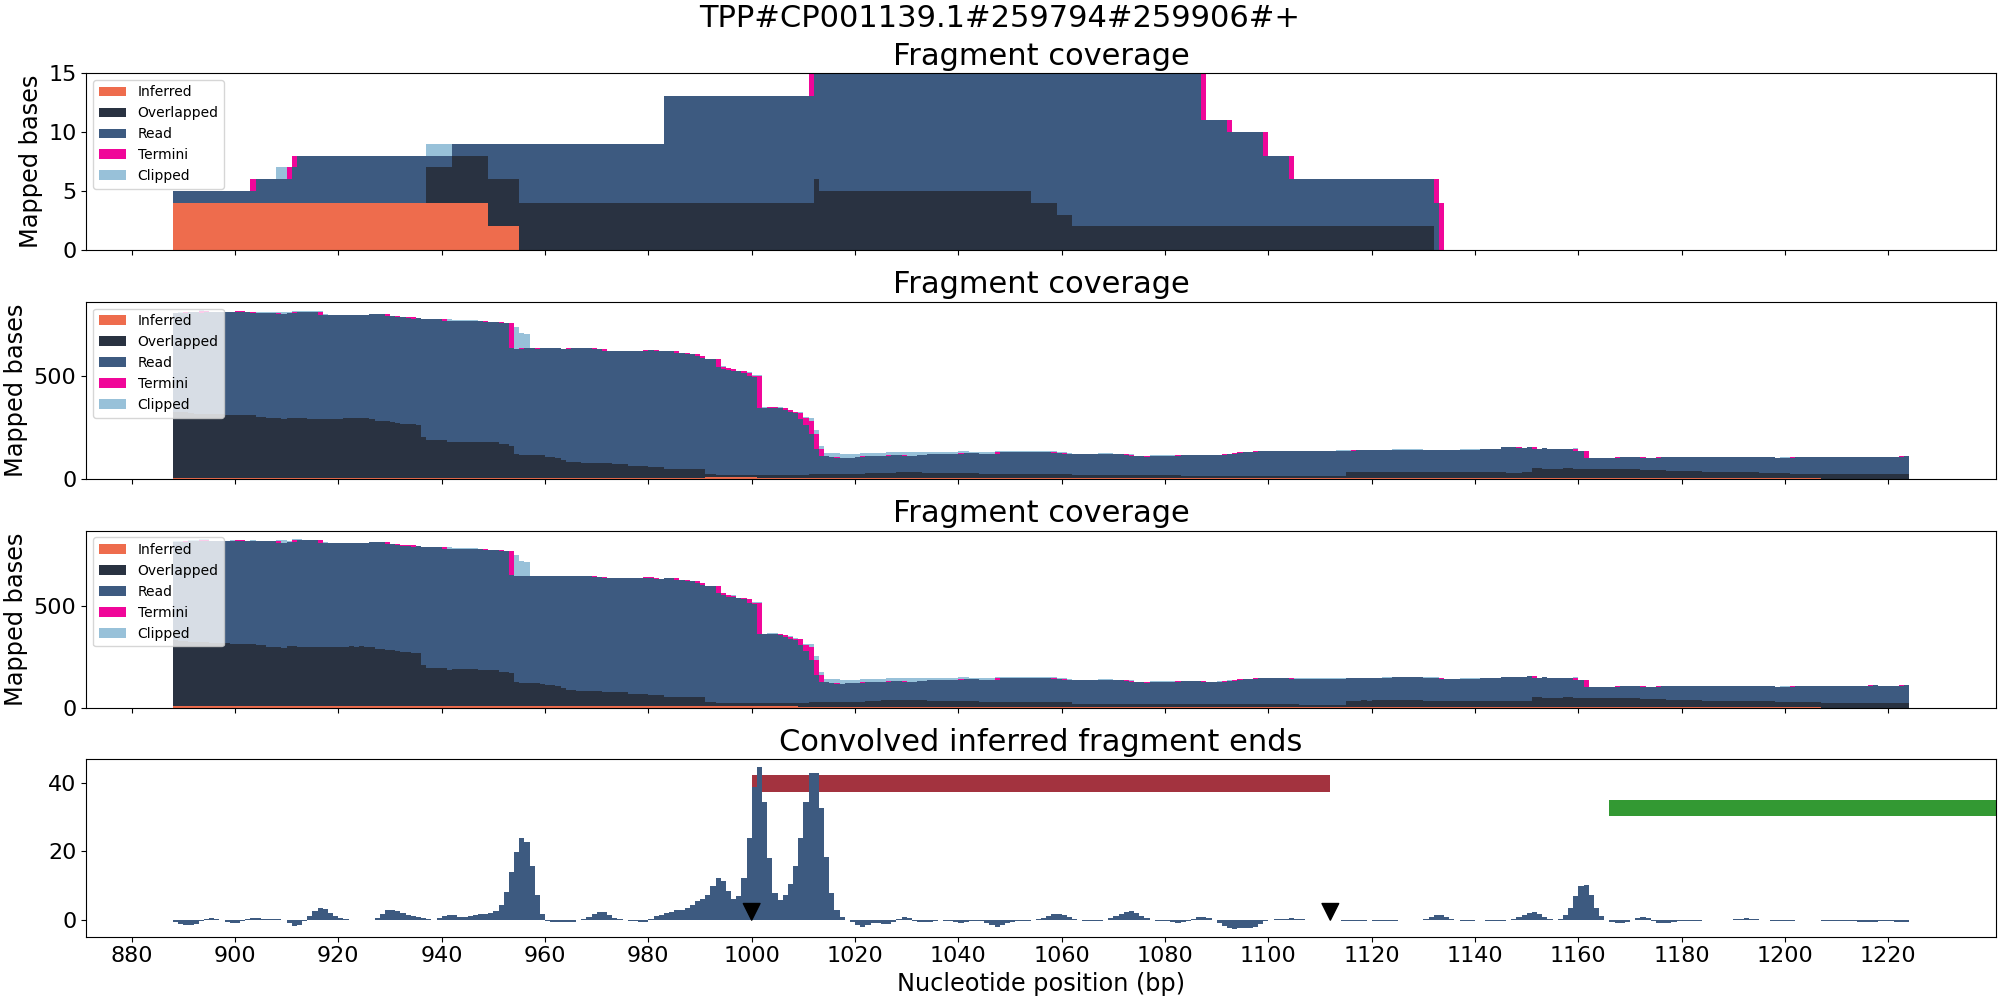 TPP#CP001139.1#259794#259906#+
Fragment coverage
Mapped bases
15
10
5
0
Inferred
Overlapped
Read
Termini
Clipped
Fragment coverage
Mapped bases
500
0
Inferred
Overlapped
Read
Termini
Clipped
Fragment coverage
Mapped bases
500
0
Inferred
Overlapped
Read
Termini
Clipped
Convolved inferred fragment ends
40
20
0
880 900 920 940 960 980 1000 1020 1040 1060 1080 1100 1120 1140 1160 1180 1200 1220
Nucleotide position (bp)